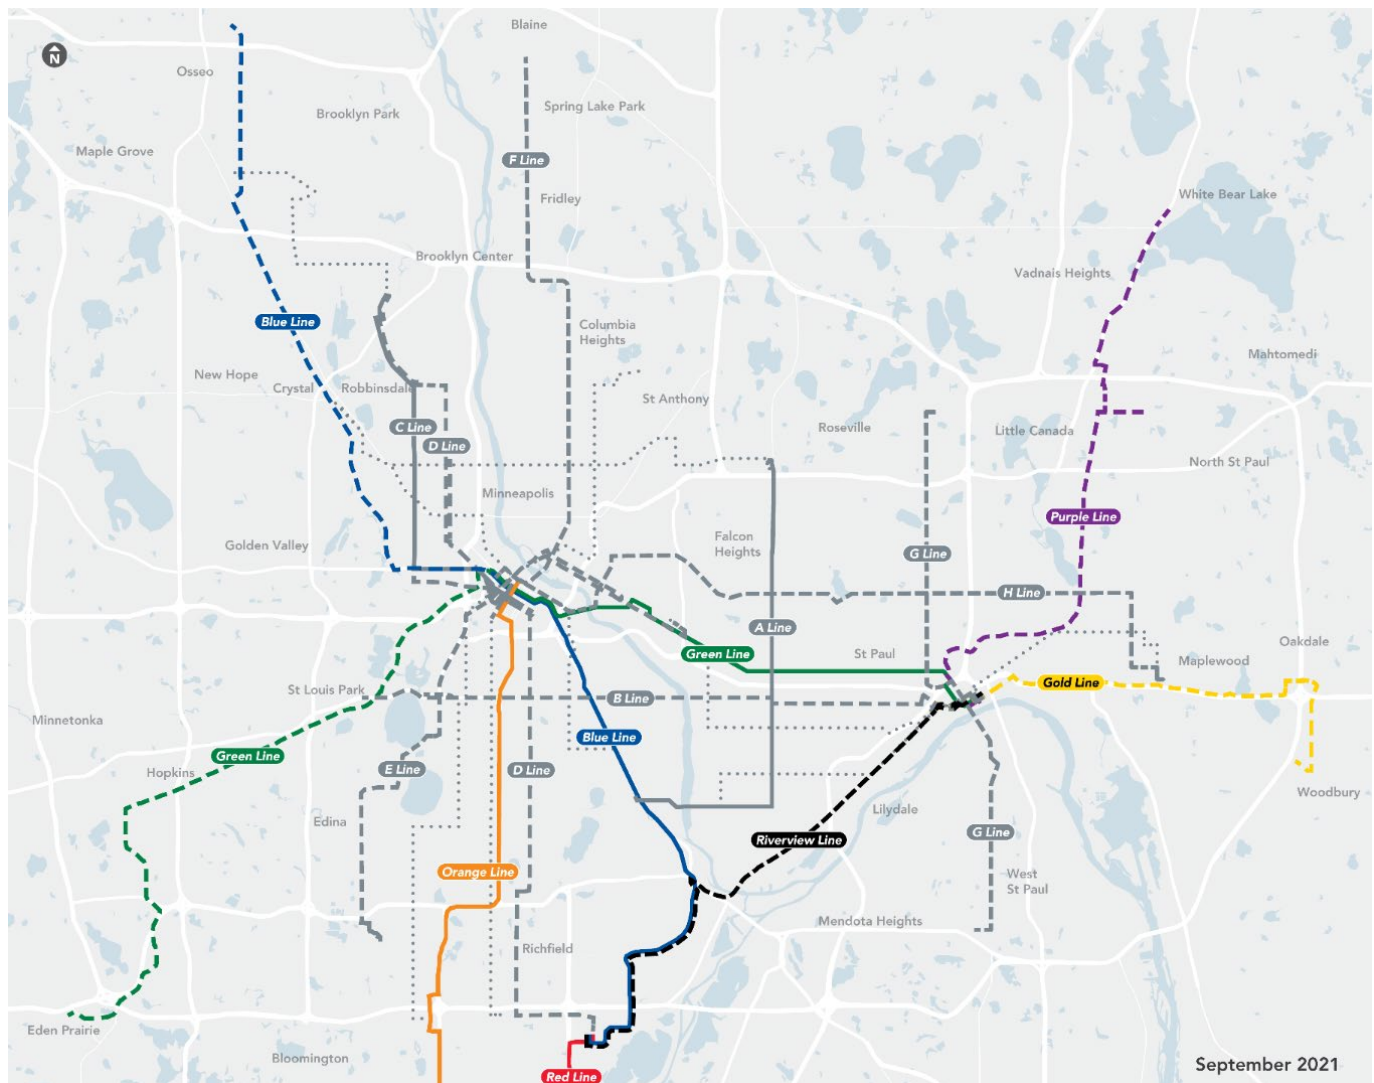 Blaine
N
Osseo
Spring Lake Park
Brooklyn Park
Maple Grove
F Line
White Bear Lake
Fridley
Brooklyn Center
Vadnais Heights
Blue Line
Columbia
Heights
Mahtomedi
New Hope
Crystal
Robbinsdale
St Anthony
C Line
Roseville
Little Canada
D Line
North St Paul
Minneapolis
Purple Line
Golden Valley
Falcon
Heights
G Line
H Line
A Line
Oakdale
Green Line
St Paul
Maplewood
St Louis Park
Gold Line
B Line
Minnetonka
Blue Line
Green Line
Hopkins
E Line
D Line
Woodbury
Lilydale
Edina
G Line
Riverview Line
Orange Line
West
St Paul
Mendota Heights
Richfield
Eden Prairie
Bloomington
September 2021
Red Line